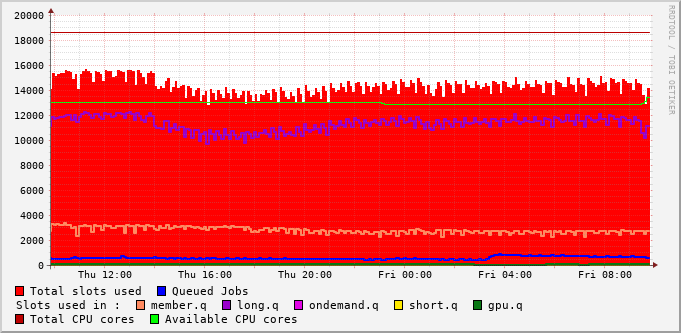 20000
18000
16000
14000
12000
10000
8000
6000
4000
2000
0
Thu 12:00 Thu 16:00 Thu 20:00 Fri 00:00 Fri 04:00 Fri 08:00
RRDTOOL / TOBI OETIKER
Total slots used Queued Jobs
Slots used in : member.q long.q ondemand.q short.q gpu.q
Total CPU cores Available CPU cores